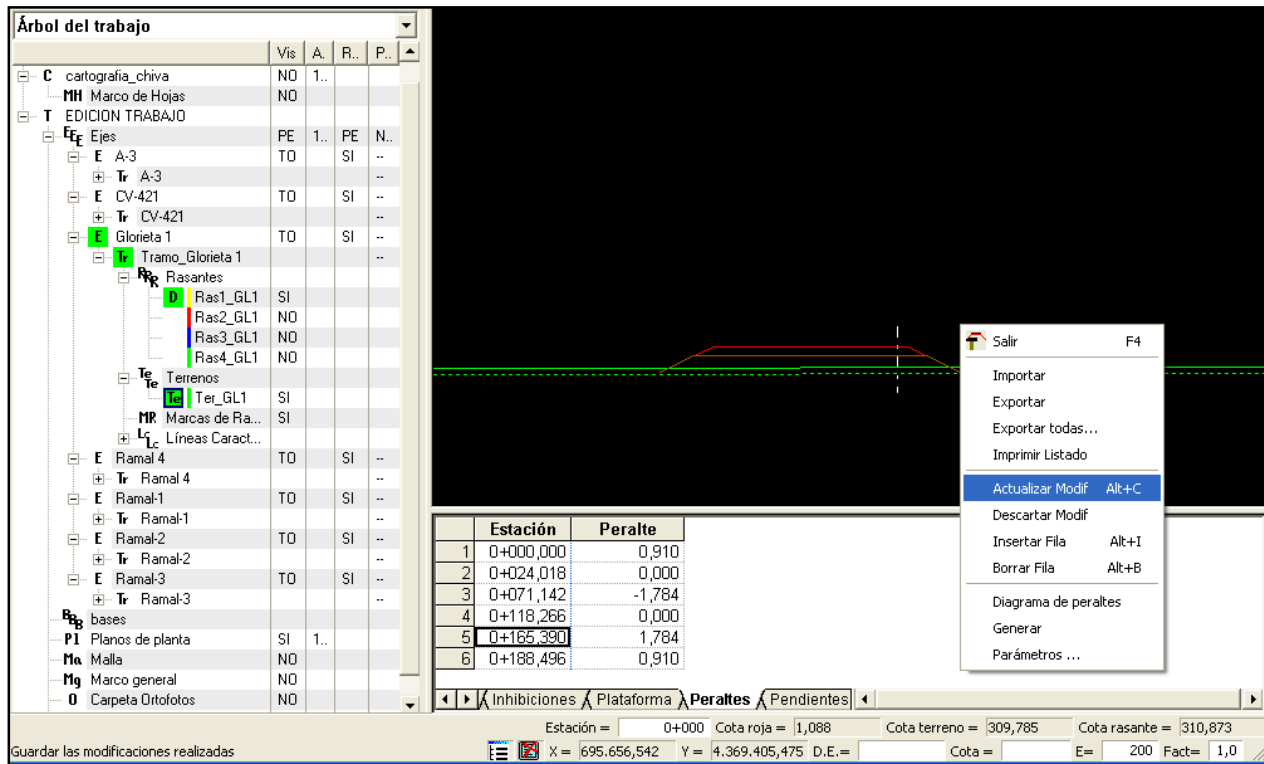 Árbol del trabajo
Vis A. R.. P..
C cartografia_chiva NO 1..
MH Marco de Hojas NO
T EDICION TRABAJO
EEE Ejes PE 1.. PE N..
E A-3 TO SI --
Tr A-3 --
E CV-421 TO SI --
Tr CV-421 --
E Glorieta 1 TO SI --
Tr Tramo_Glorieta 1 --
RRR Rasantes
D Ras1_GL1 SI
Ras2_GL1 NO
Ras3_GL1 NO
Ras4_GL1 NO
Te Te Terrenos
Te Ter_GL1 SI
MR Marcas de Ra... SI
Lc Lc Líneas Caract...
E Ramal 4 TO SI --
Tr Ramal 4 --
E Ramal-1 TO SI --
Tr Ramal-1 --
E Ramal-2 TO SI --
Tr Ramal-2 --
E Ramal-3 TO SI --
Tr Ramal-3 --
BBB bases
Pl Planos de planta SI 1..
Ma Malla NO
Mg Marco general NO
O Carpeta Ortofotos NO
Salir F4
Importar
Exportar
Exportar todas...
Imprimir Listado
Actualizar Modif Alt+C
Descartar Modif
Insertar Fila Alt+I
Borrar Fila Alt+B
Diagrama de peraltes
Generar
Parámetros ...
Estación Peralte
1 0+000,000 0,910
2 0+024,018 0,000
3 0+071,142 -1,784
4 0+118,266 0,000
5 0+165,390 1,784
6 0+188,496 0,910
Inhibiciones Plataforma Peraltes Pendientes
Estación = 0+000 Cota roja = 1,088 Cota terreno = 309,785 Cota rasante = 310,873
Guardar las modificaciones realizadas X = 695.656,542 Y = 4.369.405,475 D.E.= Cota = E= 200 Fact= 1,0